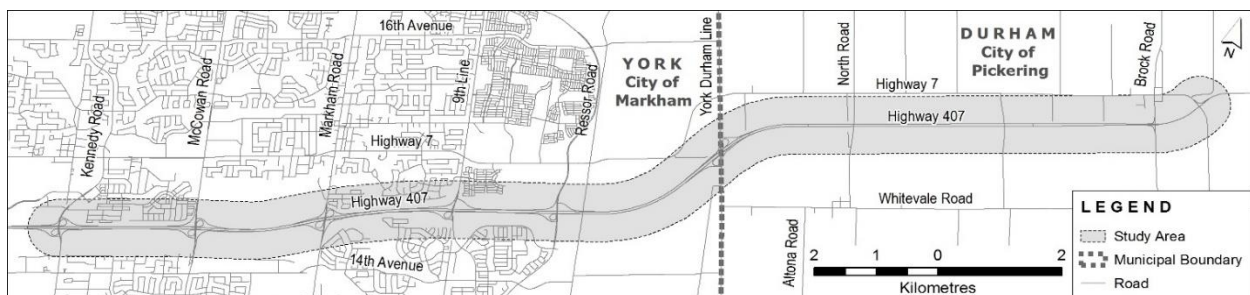 16th Avenue
Kennedy Road
McCowan Road
Markham Road
9th Line
Ressor Road
YORK
City of
Markham
York Durham Line
North Road
DURHAM
City of
Pickering
Brock Road
N
Highway 7
Highway 7
Highway 407
Highway 407
14th Avenue
Whitevale Road
Altona Road
2 1 0 2
Kilometres
LEGEND
Study Area
Municipal Boundary
Road